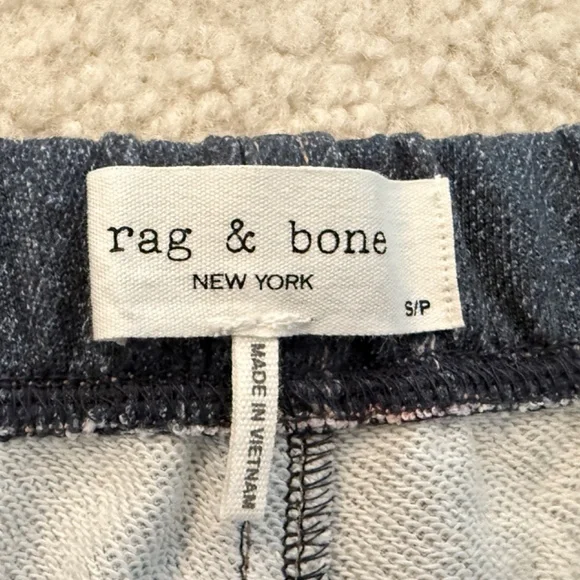 rag & bone
NEW YORK
S/P
MADE IN VIETNAM